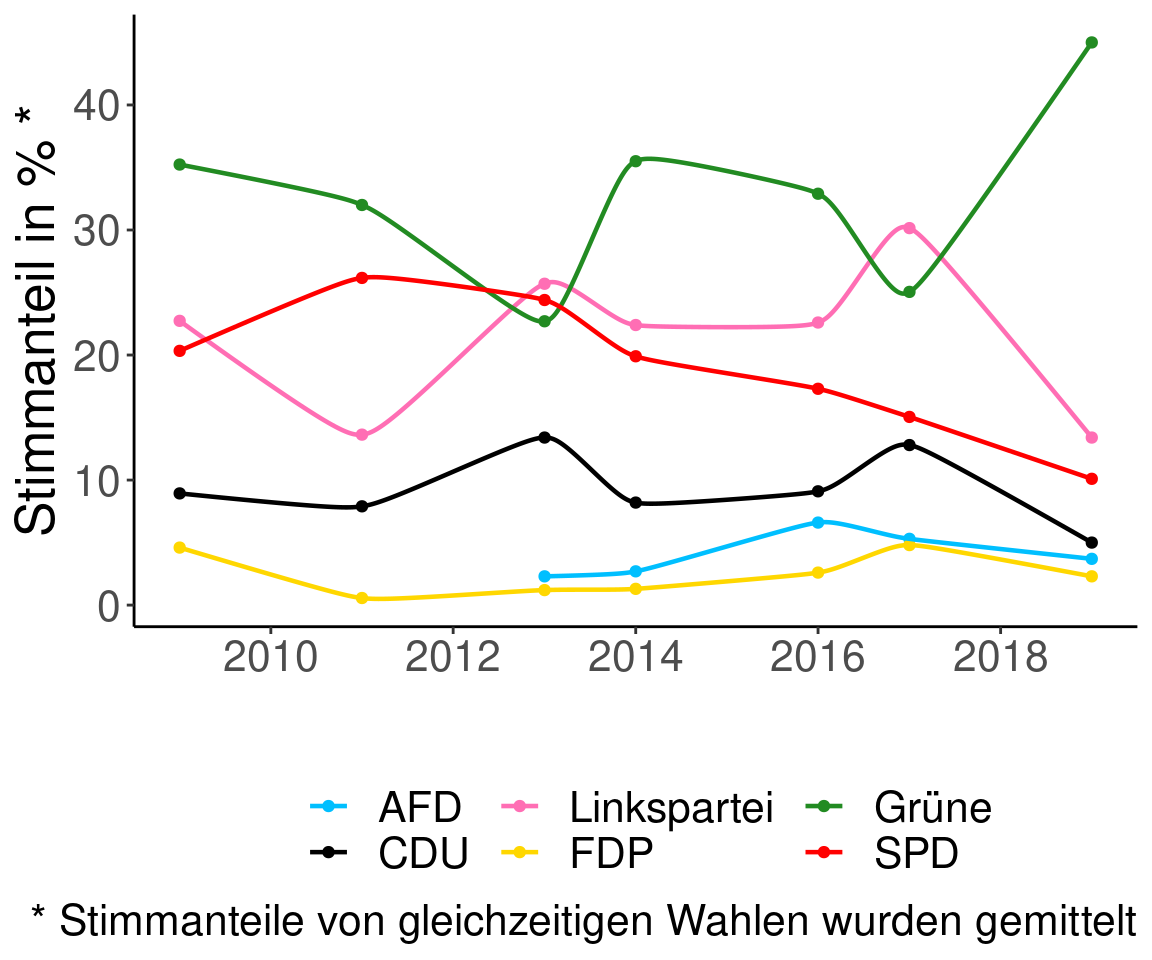 Stimmanteil in % *
40
30
20
10
0
2010 2012 2014 2016 2018
AFD Linkspartei Grüne
CDU FDP SPD
* Stimmanteile von gleichzeitigen Wahlen wurden gemittelt